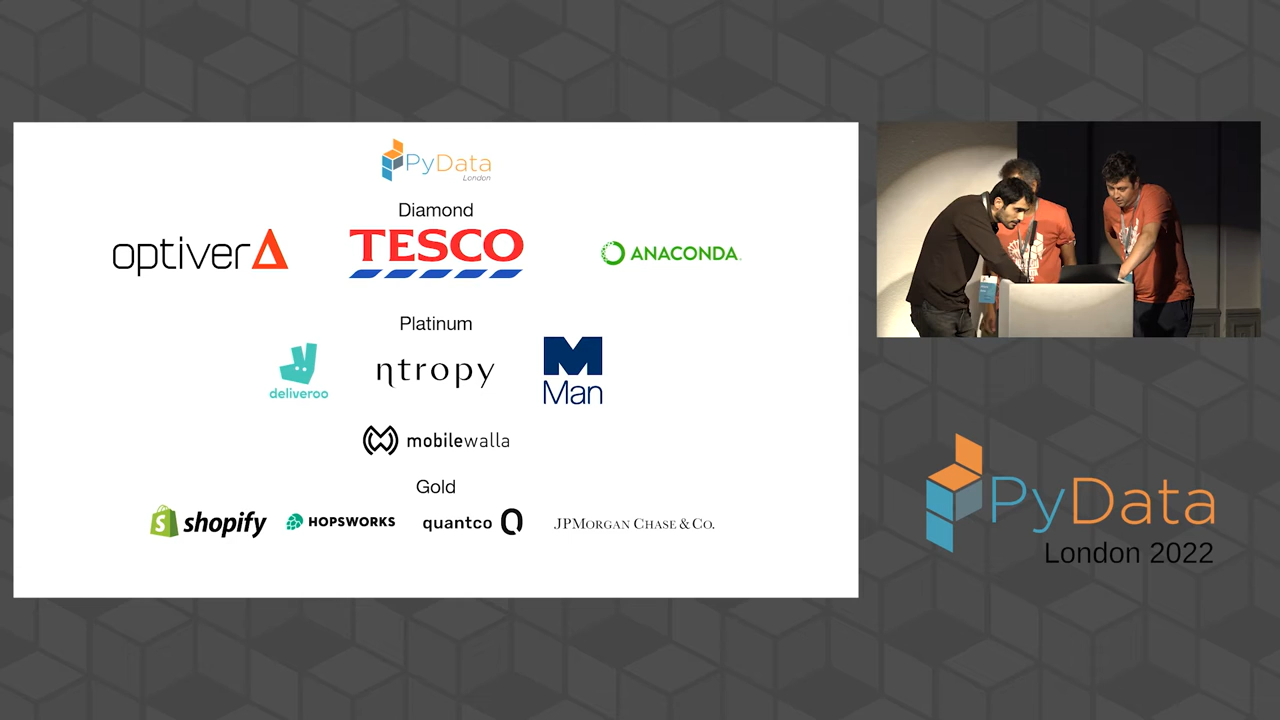 PyData
London
Diamond
optiver
TESCO
ANACONDA.
Platinum
deliveroo
ntropy
Man
mobilewalla
Gold
S shopify
HOPSWORKS
quantco
JPMORGAN CHASE & CO.
PyData
London 2022